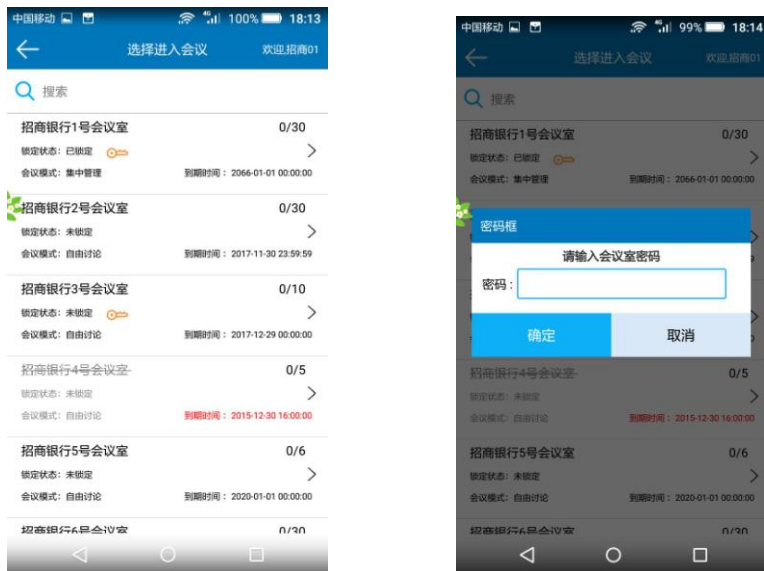 中国移动 4G 100% 18:13
选择进入会议 欢迎,招商01
搜索
招商银行1号会议室 0/30
锁定状态：已锁定
会议模式：集中管理 到期时间：2066-01-01 00:00:00
招商银行2号会议室 0/30
锁定状态：未锁定
会议模式：自由讨论 到期时间：2017-11-30 23:59:59
招商银行3号会议室 0/10
锁定状态：未锁定
会议模式：自由讨论 到期时间：2017-12-29 00:00:00
招商银行4号会议室 0/5
锁定状态：未锁定
会议模式：自由讨论 到期时间：2015-12-30 16:00:00
招商银行5号会议室 0/6
锁定状态：未锁定
会议模式：自由讨论 到期时间：2020-01-01 00:00:00
招商银行6号会议室 0/30
中国移动 4G 99% 18:14
选择进入会议 欢迎,招商01
搜索
招商银行1号会议室 0/30
锁定状态：已锁定
会议模式：集中管理 到期时间：2066-01-01 00:00:00
密码框
请输入会议室密码
密码：
确定 取消
招商银行4号会议室 0/5
锁定状态：未锁定
会议模式：自由讨论 到期时间：2015-12-30 16:00:00
招商银行5号会议室 0/6
锁定状态：未锁定
会议模式：自由讨论 到期时间：2020-01-01 00:00:00
招商银行6号会议室 0/30